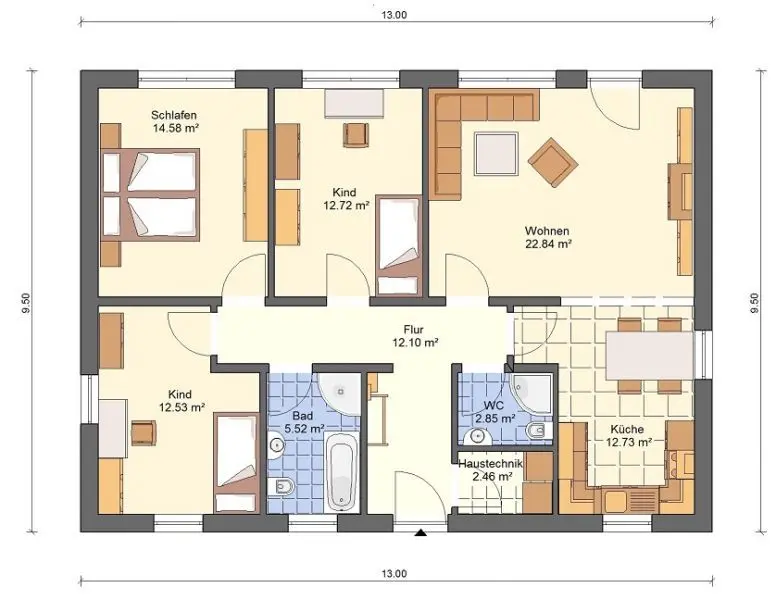 13.00
Schlafen
14.58 m²
Kind
12.72 m²
Wohnen
22.84 m²
9.50
9.50
Flur
12.10 m²
Kind
12.53 m²
Bad
5.52 m²
WC
2.85 m²
Küche
12.73 m²
Haustechnik
2.46 m²
13.00